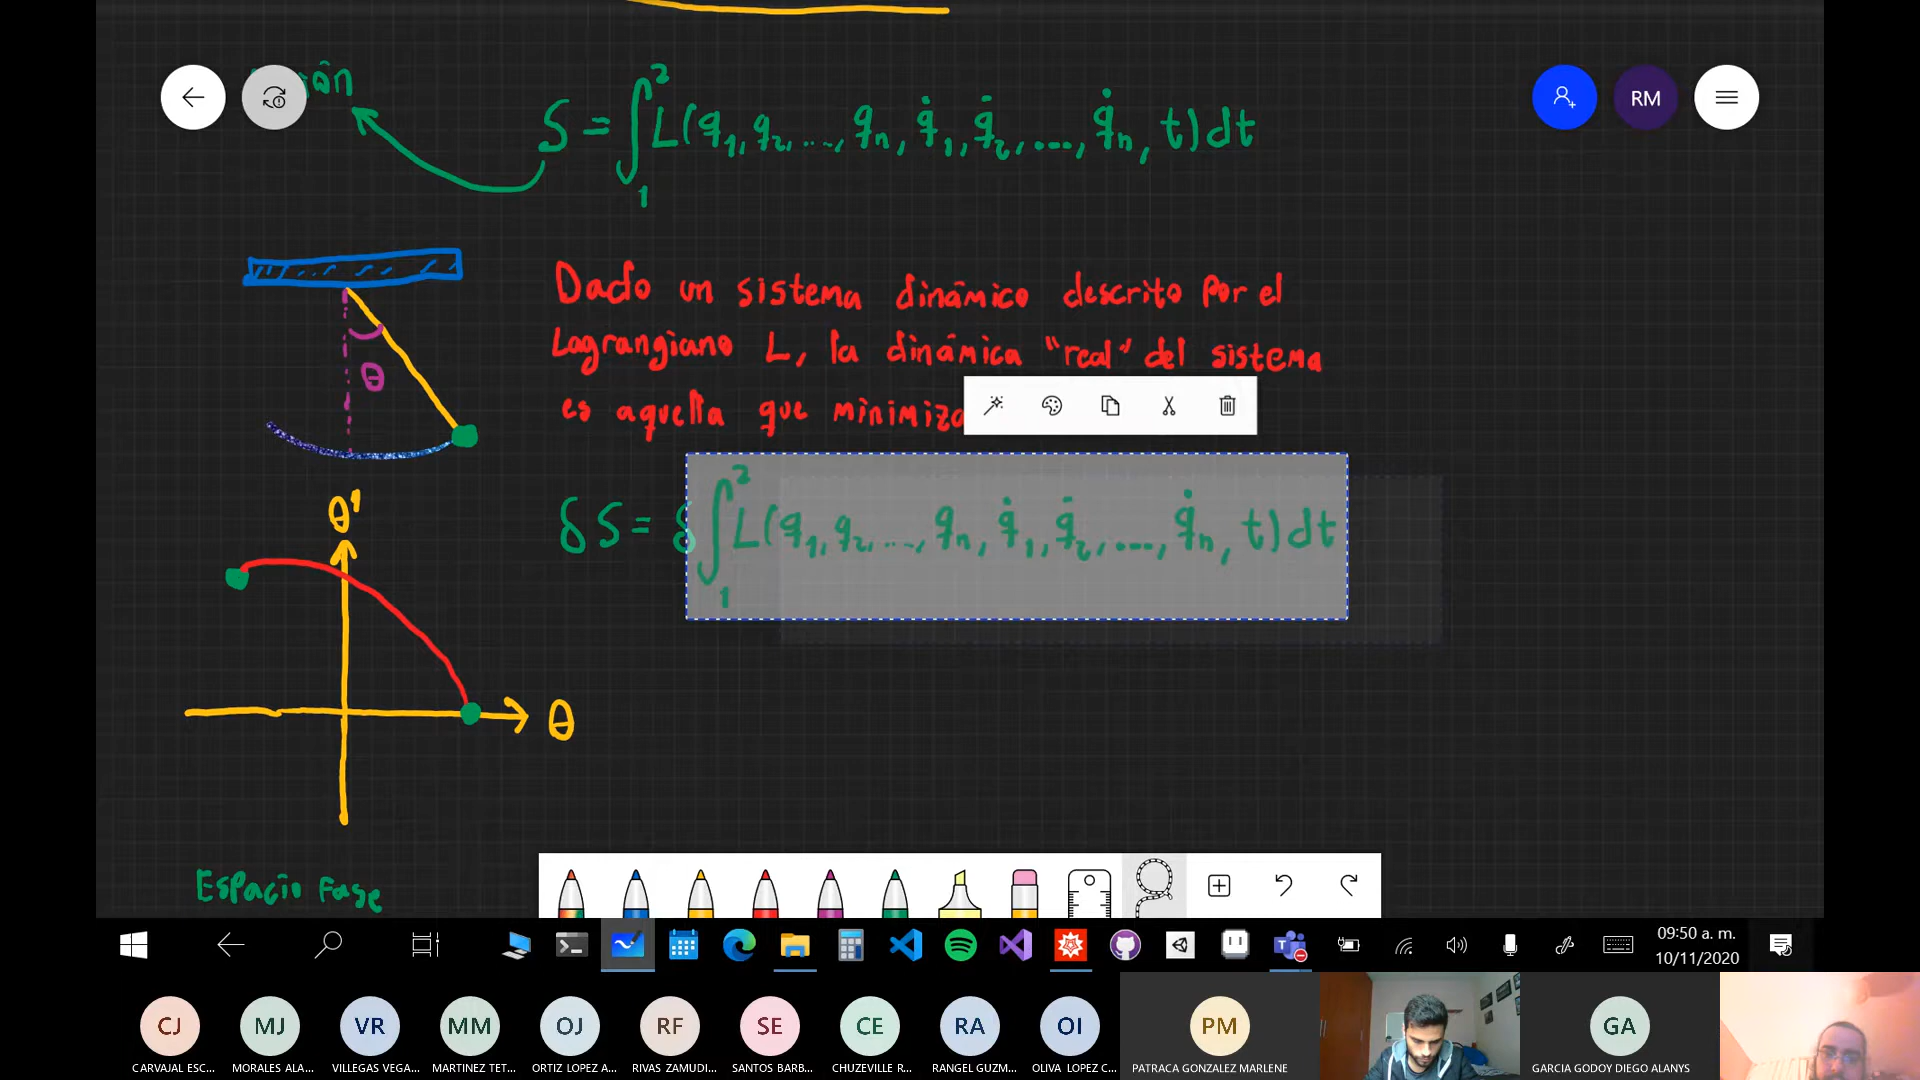 S = ∫₁² L(q₁, q₂, ..., qₙ, q̇₁, q̇₂, ..., q̇ₙ, t) dt
RM
Dado un sistema dinámico descrito por el
Lagrangiano L, la dinámica "real" del sistema
es aquella que minimiza
θ
δS = δ∫₁² L(q₁, q₂, ..., qₙ, q̇₁, q̇₂, ..., q̇ₙ, t) dt
θ'
θ
Espacio Fase
09:50 a. m.
10/11/2020
CJ
MJ
VR
MM
OJ
RF
SE
CE
RA
OI
PM
GA
CARVAJAL ESC...
MORALES ALA...
VILLEGAS VEGA...
MARTINEZ TET...
ORTIZ LOPEZ A...
RIVAS ZAMUDI...
SANTOS BARB...
CHUZEVILLE R...
RANGEL GUZM...
OLIVA LOPEZ C...
PATRACA GONZALEZ MARLENE
GARCIA GODOY DIEGO ALANYS